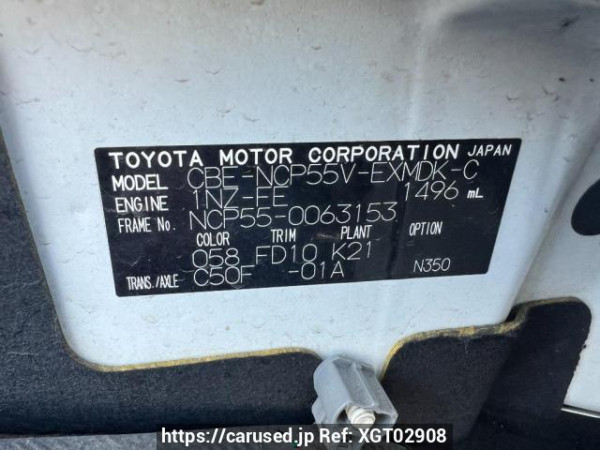 TOYOTA MOTOR CORPORATION JAPAN
MODEL CBE-NCP55V-EXMDK-C
ENGINE 1NZ-FE 1496 mL
FRAME No. NCP55-0063153
COLOR TRIM PLANT OPTION
058 FD10 K21
TRANS./AXLE C50F -01A N350
https://carused.jp Ref: XGT02908